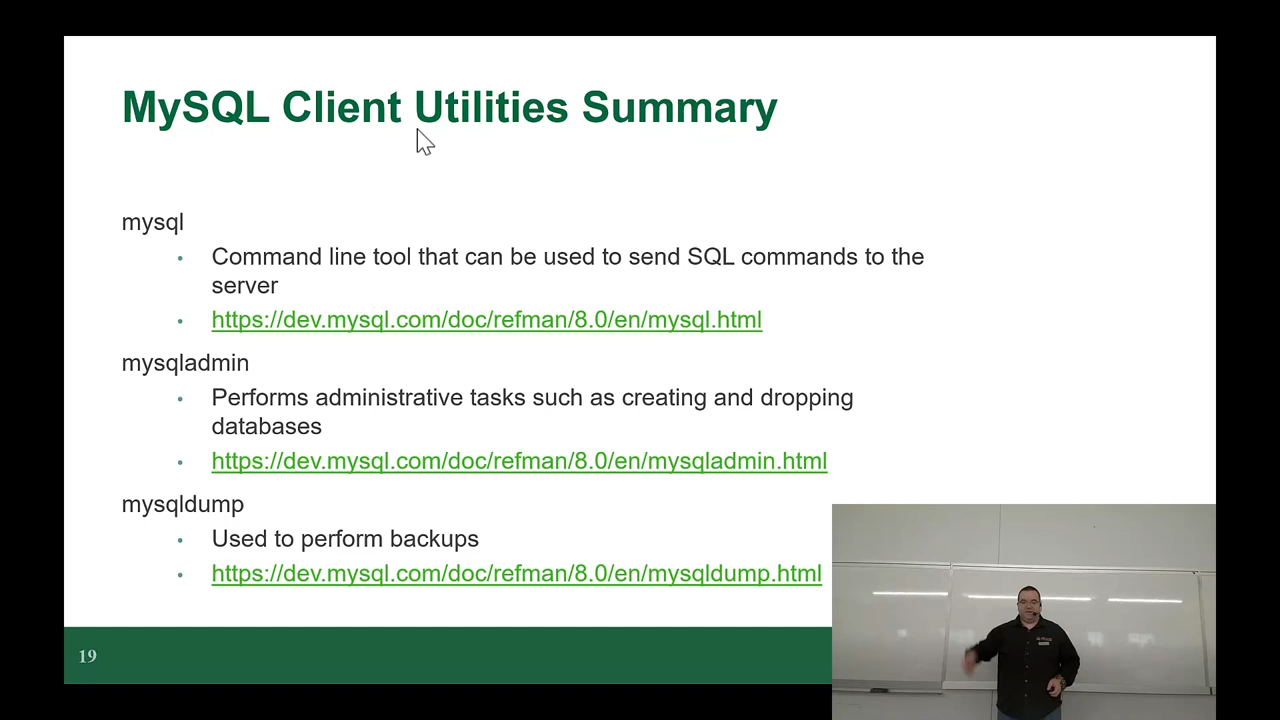 MySQL Client Utilities Summary
mysql
• Command line tool that can be used to send SQL commands to the
server
• https://dev.mysql.com/doc/refman/8.0/en/mysql.html
mysqladmin
• Performs administrative tasks such as creating and dropping
databases
• https://dev.mysql.com/doc/refman/8.0/en/mysqladmin.html
mysqldump
• Used to perform backups
• https://dev.mysql.com/doc/refman/8.0/en/mysqldump.html
19